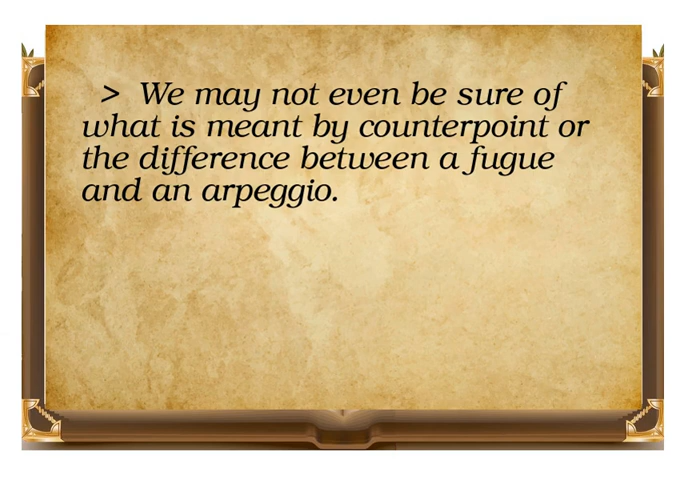 > We may not even be sure of
what is meant by counterpoint or
the difference between a fugue
and an arpeggio.